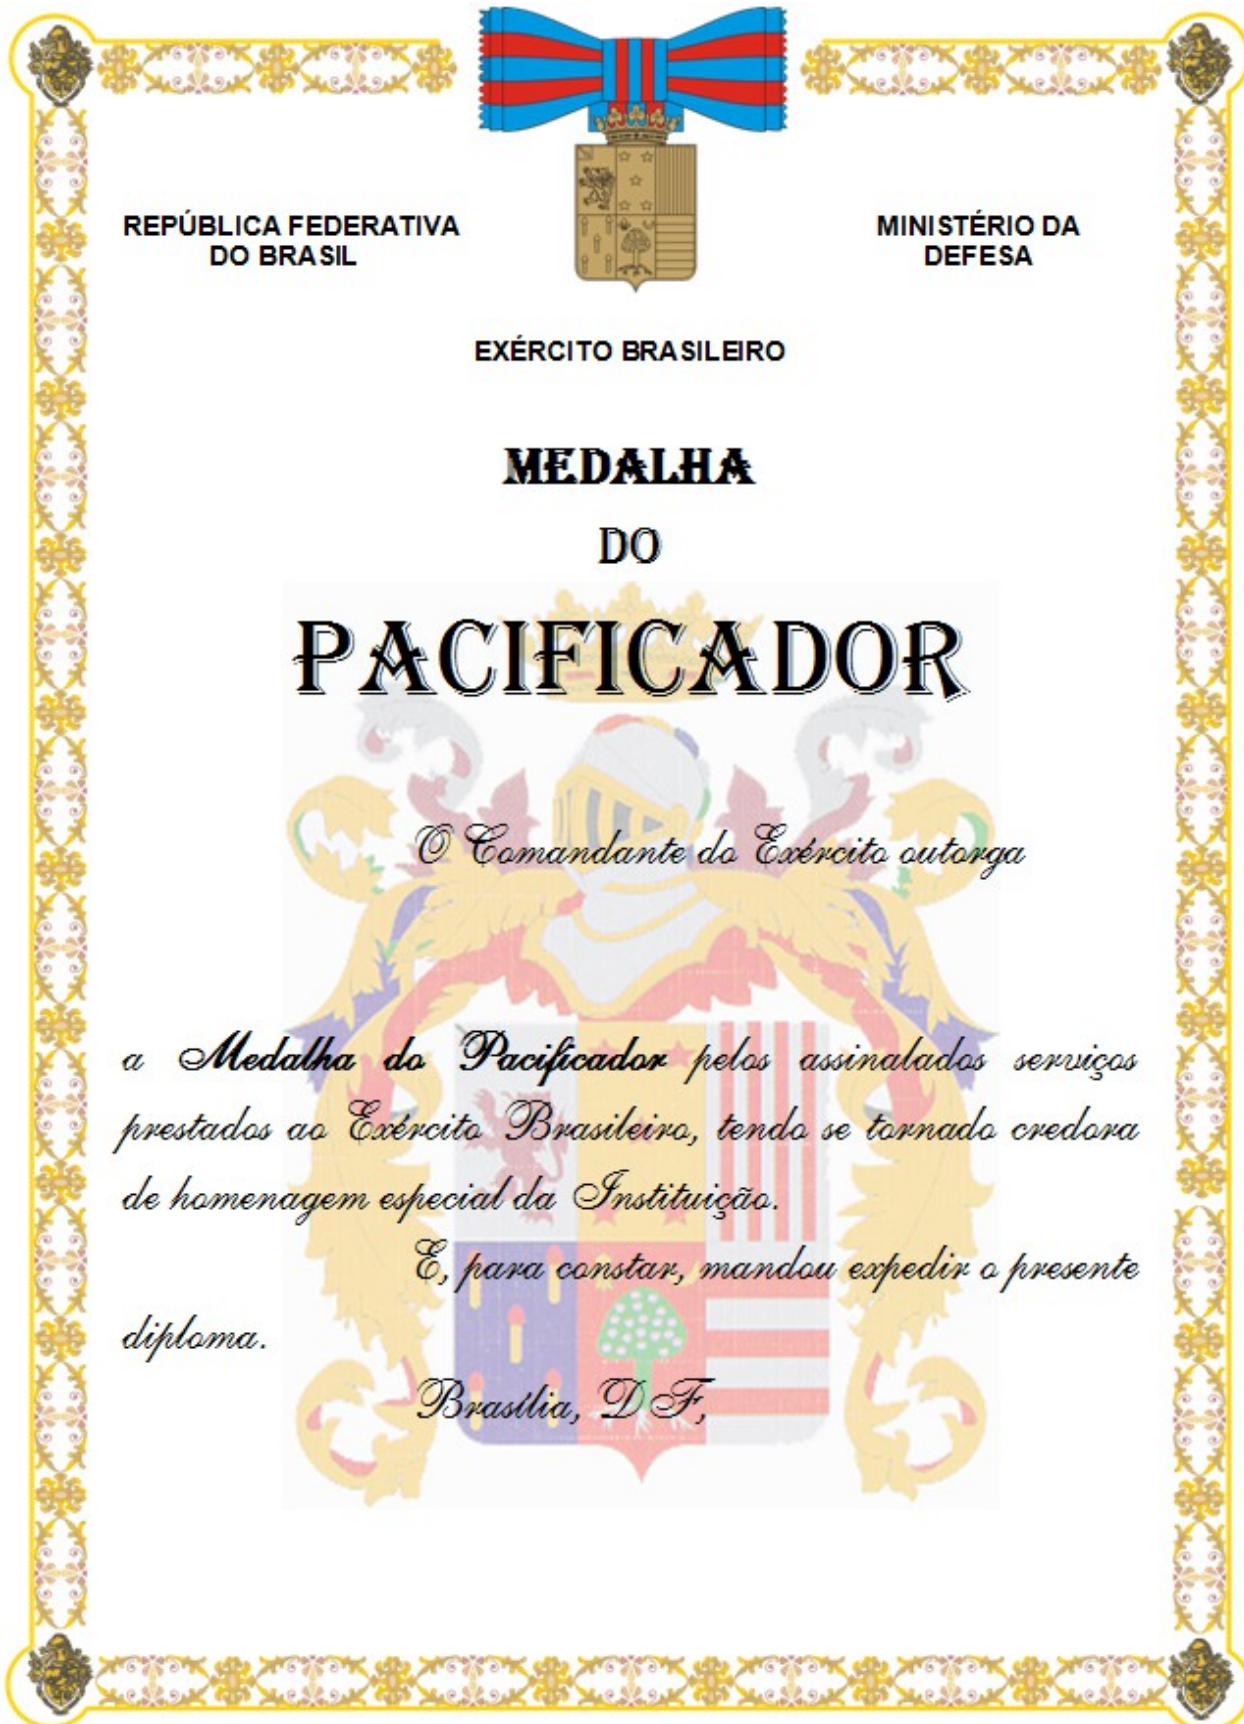 REPÚBLICA FEDERATIVA
DO BRASIL
MINISTÉRIO DA
DEFESA
EXÉRCITO BRASILEIRO
MEDALHA
DO
PACIFICADOR
O Comandante do Exército outorga
a Medalha do Pacificador pelos assinalados serviços
prestados ao Exército Brasileiro, tendo se tornado credora
de homenagem especial da Instituição.
E, para constar, mandou expedir o presente
diploma.
Brasília, DF,